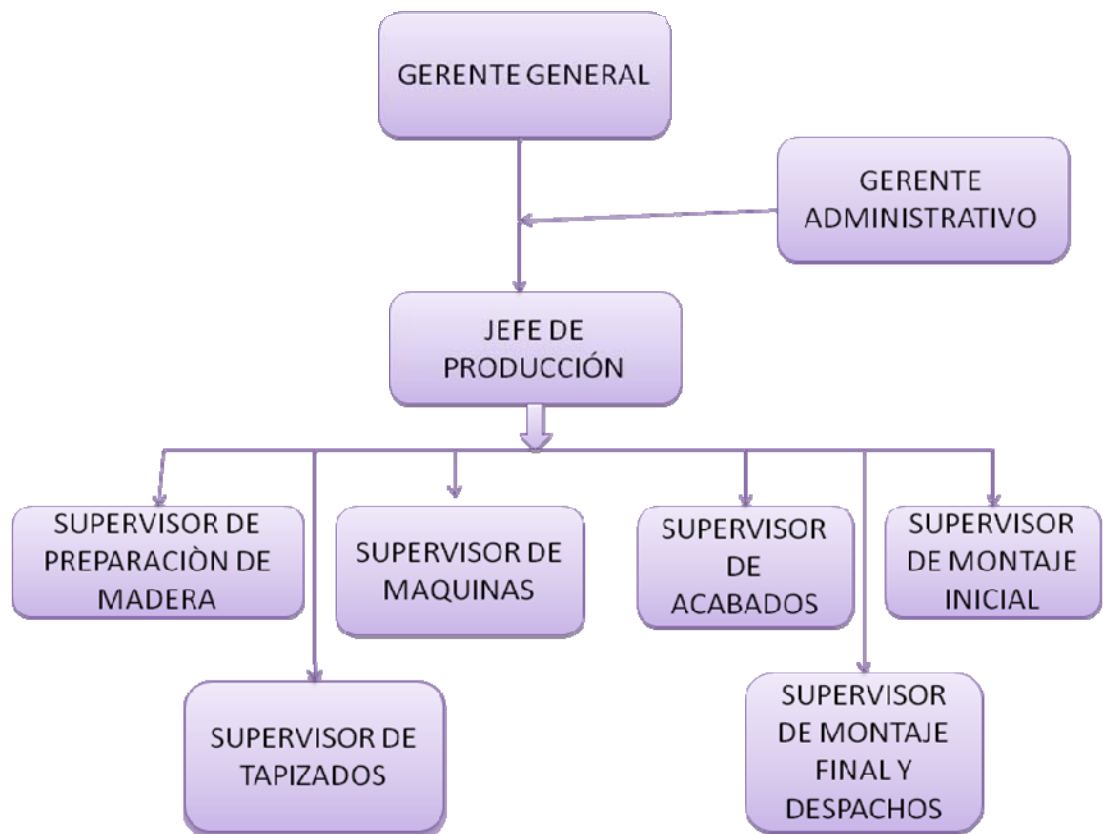 GERENTE GENERAL
GERENTE
ADMINISTRATIVO
JEFE DE
PRODUCCIÓN
SUPERVISOR DE
PREPARACIÒN DE
MADERA
SUPERVISOR DE
MAQUINAS
SUPERVISOR
DE
ACABADOS
SUPERVISOR
DE MONTAJE
INICIAL
SUPERVISOR DE
TAPIZADOS
SUPERVISOR
DE MONTAJE
FINAL Y
DESPACHOS